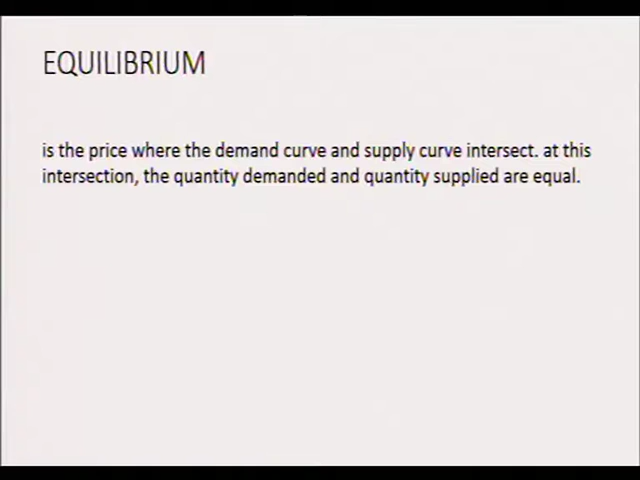 EQUILIBRIUM
is the price where the demand curve and supply curve intersect. at this
intersection, the quantity demanded and quantity supplied are equal.